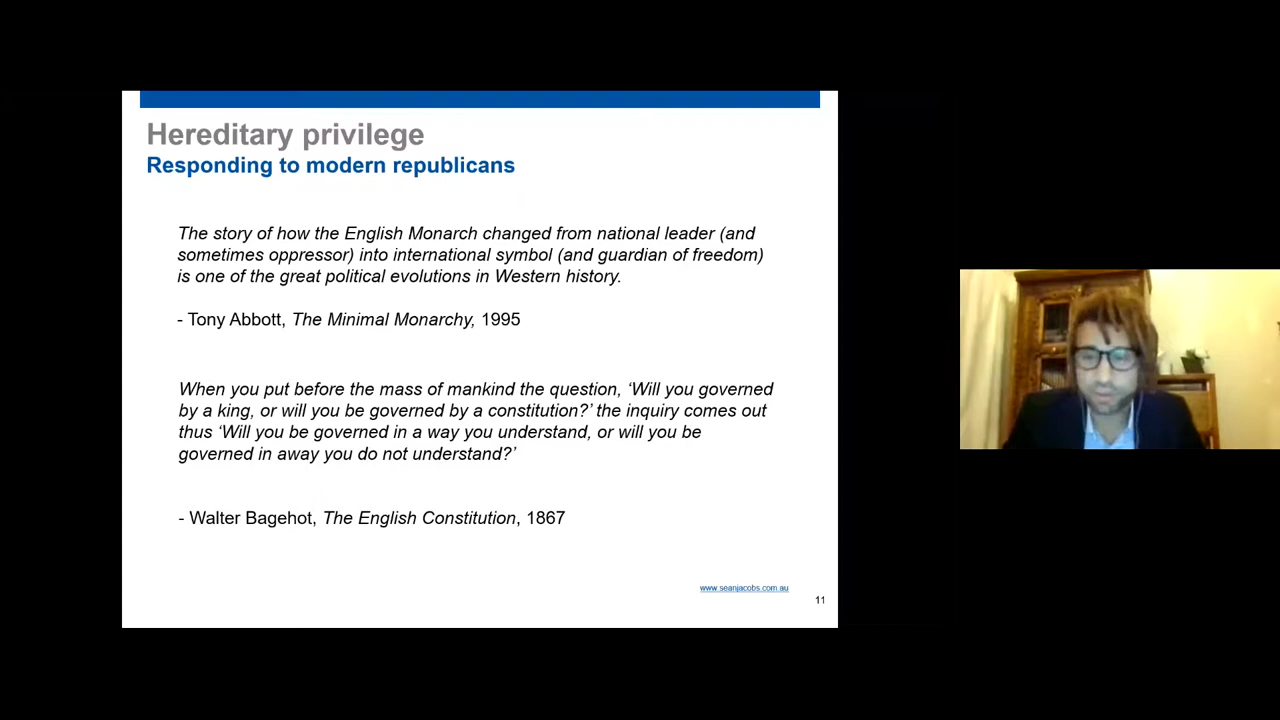 Hereditary privilege
Responding to modern republicans
The story of how the English Monarch changed from national leader (and
sometimes oppressor) into international symbol (and guardian of freedom)
is one of the great political evolutions in Western history.
- Tony Abbott, The Minimal Monarchy, 1995
When you put before the mass of mankind the question, ‘Will you governed
by a king, or will you be governed by a constitution?’ the inquiry comes out
thus ‘Will you be governed in a way you understand, or will you be
governed in away you do not understand?’
- Walter Bagehot, The English Constitution, 1867
www.seanjacobs.com.au
11